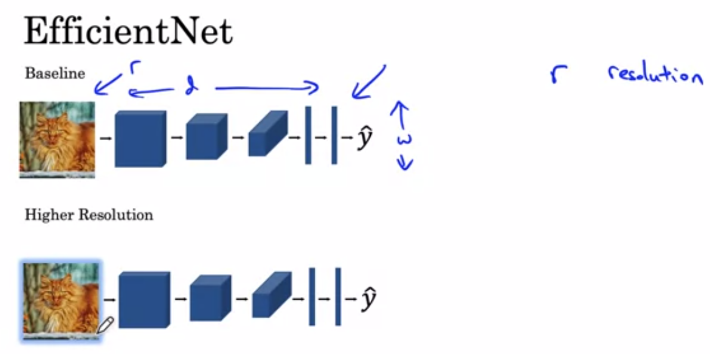 EfficientNet
Baseline
r
r resolution
d
ŷ
w
Higher Resolution
ŷ